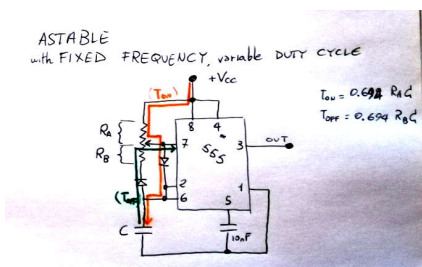 ASTABLE
with FIXED FREQUENCY, variable DUTY CYCLE
+Vcc
(TON)
TON = 0.694 RAC
TOFF = 0.694 RBC
RA
RB
8 4
7
555
3 OUT
2
6
1
5
C
10nF